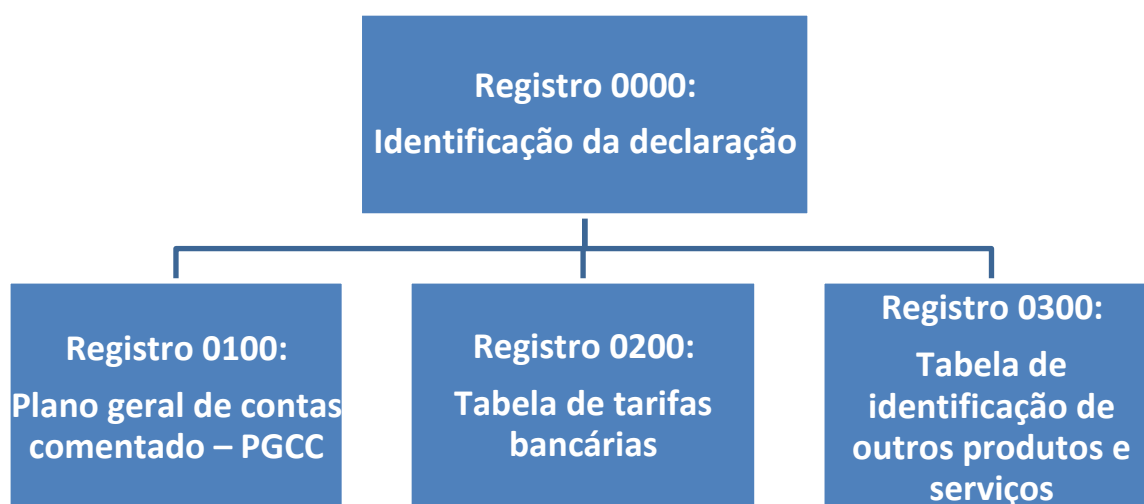 Registro 0000:
Identificação da declaração
Registro 0100:
Plano geral de contas
comentado – PGCC
Registro 0200:
Tabela de tarifas
bancárias
Registro 0300:
Tabela de
identificação de
outros produtos e
serviços